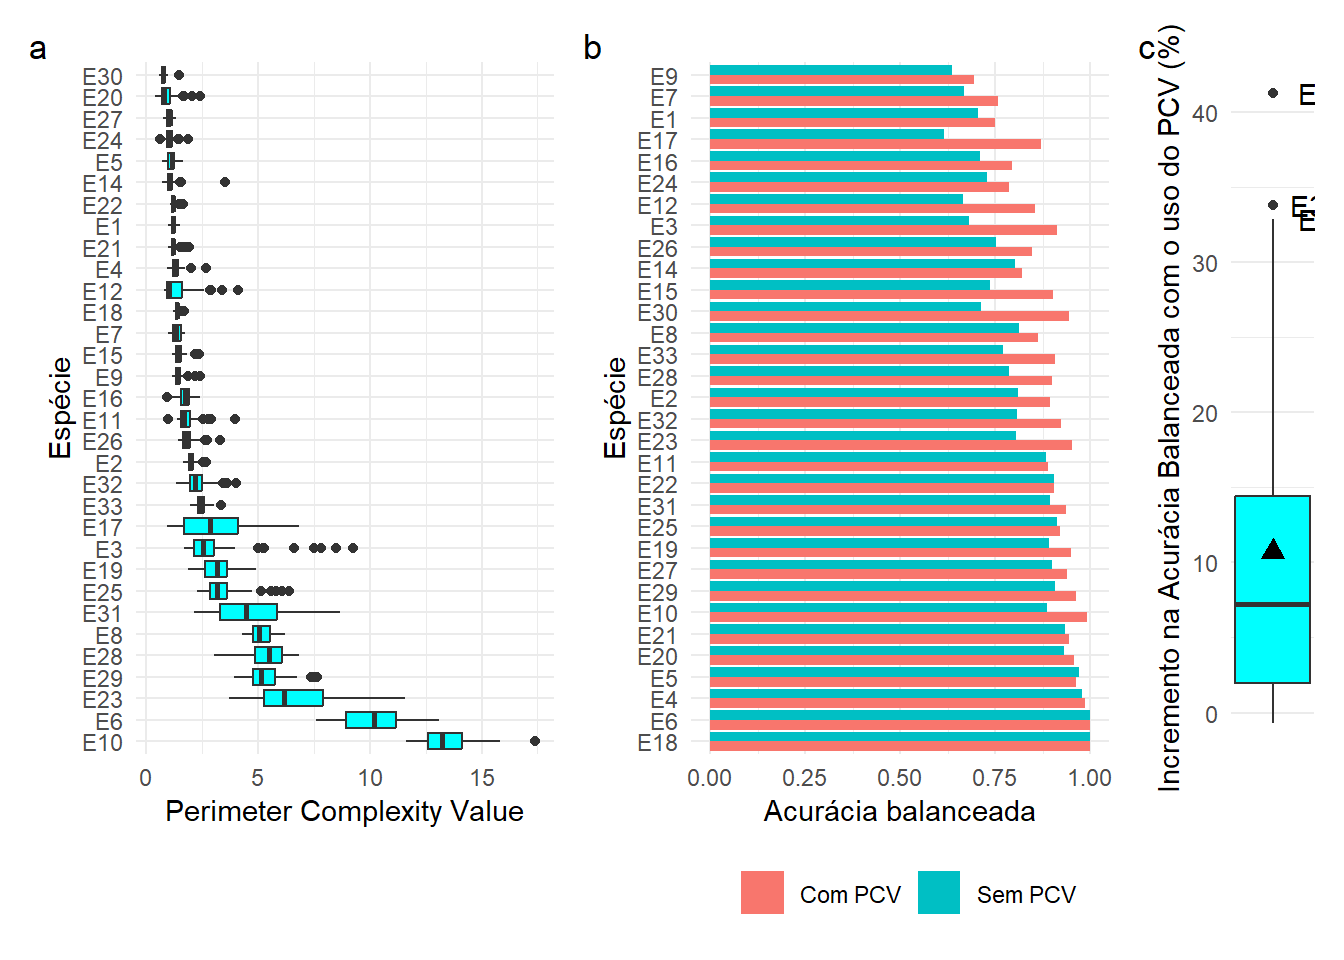 a
Espécie
E30
E20
E27
E24
E5
E14
E22
E1
E21
E4
E12
E18
E7
E15
E9
E16
E11
E26
E2
E32
E33
E17
E3
E19
E25
E31
E8
E28
E29
E23
E6
E10
0
5
10
15
Perimeter Complexity Value
b
Espécie
E9
E7
E1
E17
E16
E24
E12
E3
E26
E14
E15
E30
E8
E33
E28
E2
E32
E23
E11
E22
E31
E25
E19
E27
E29
E10
E21
E20
E5
E4
E6
E18
0.00
0.25
0.50
0.75
1.00
Acurácia balanceada
Com PCV
Sem PCV
c
Incremento na Acurácia Balanceada com o uso do PCV (%)
40
30
20
10
0